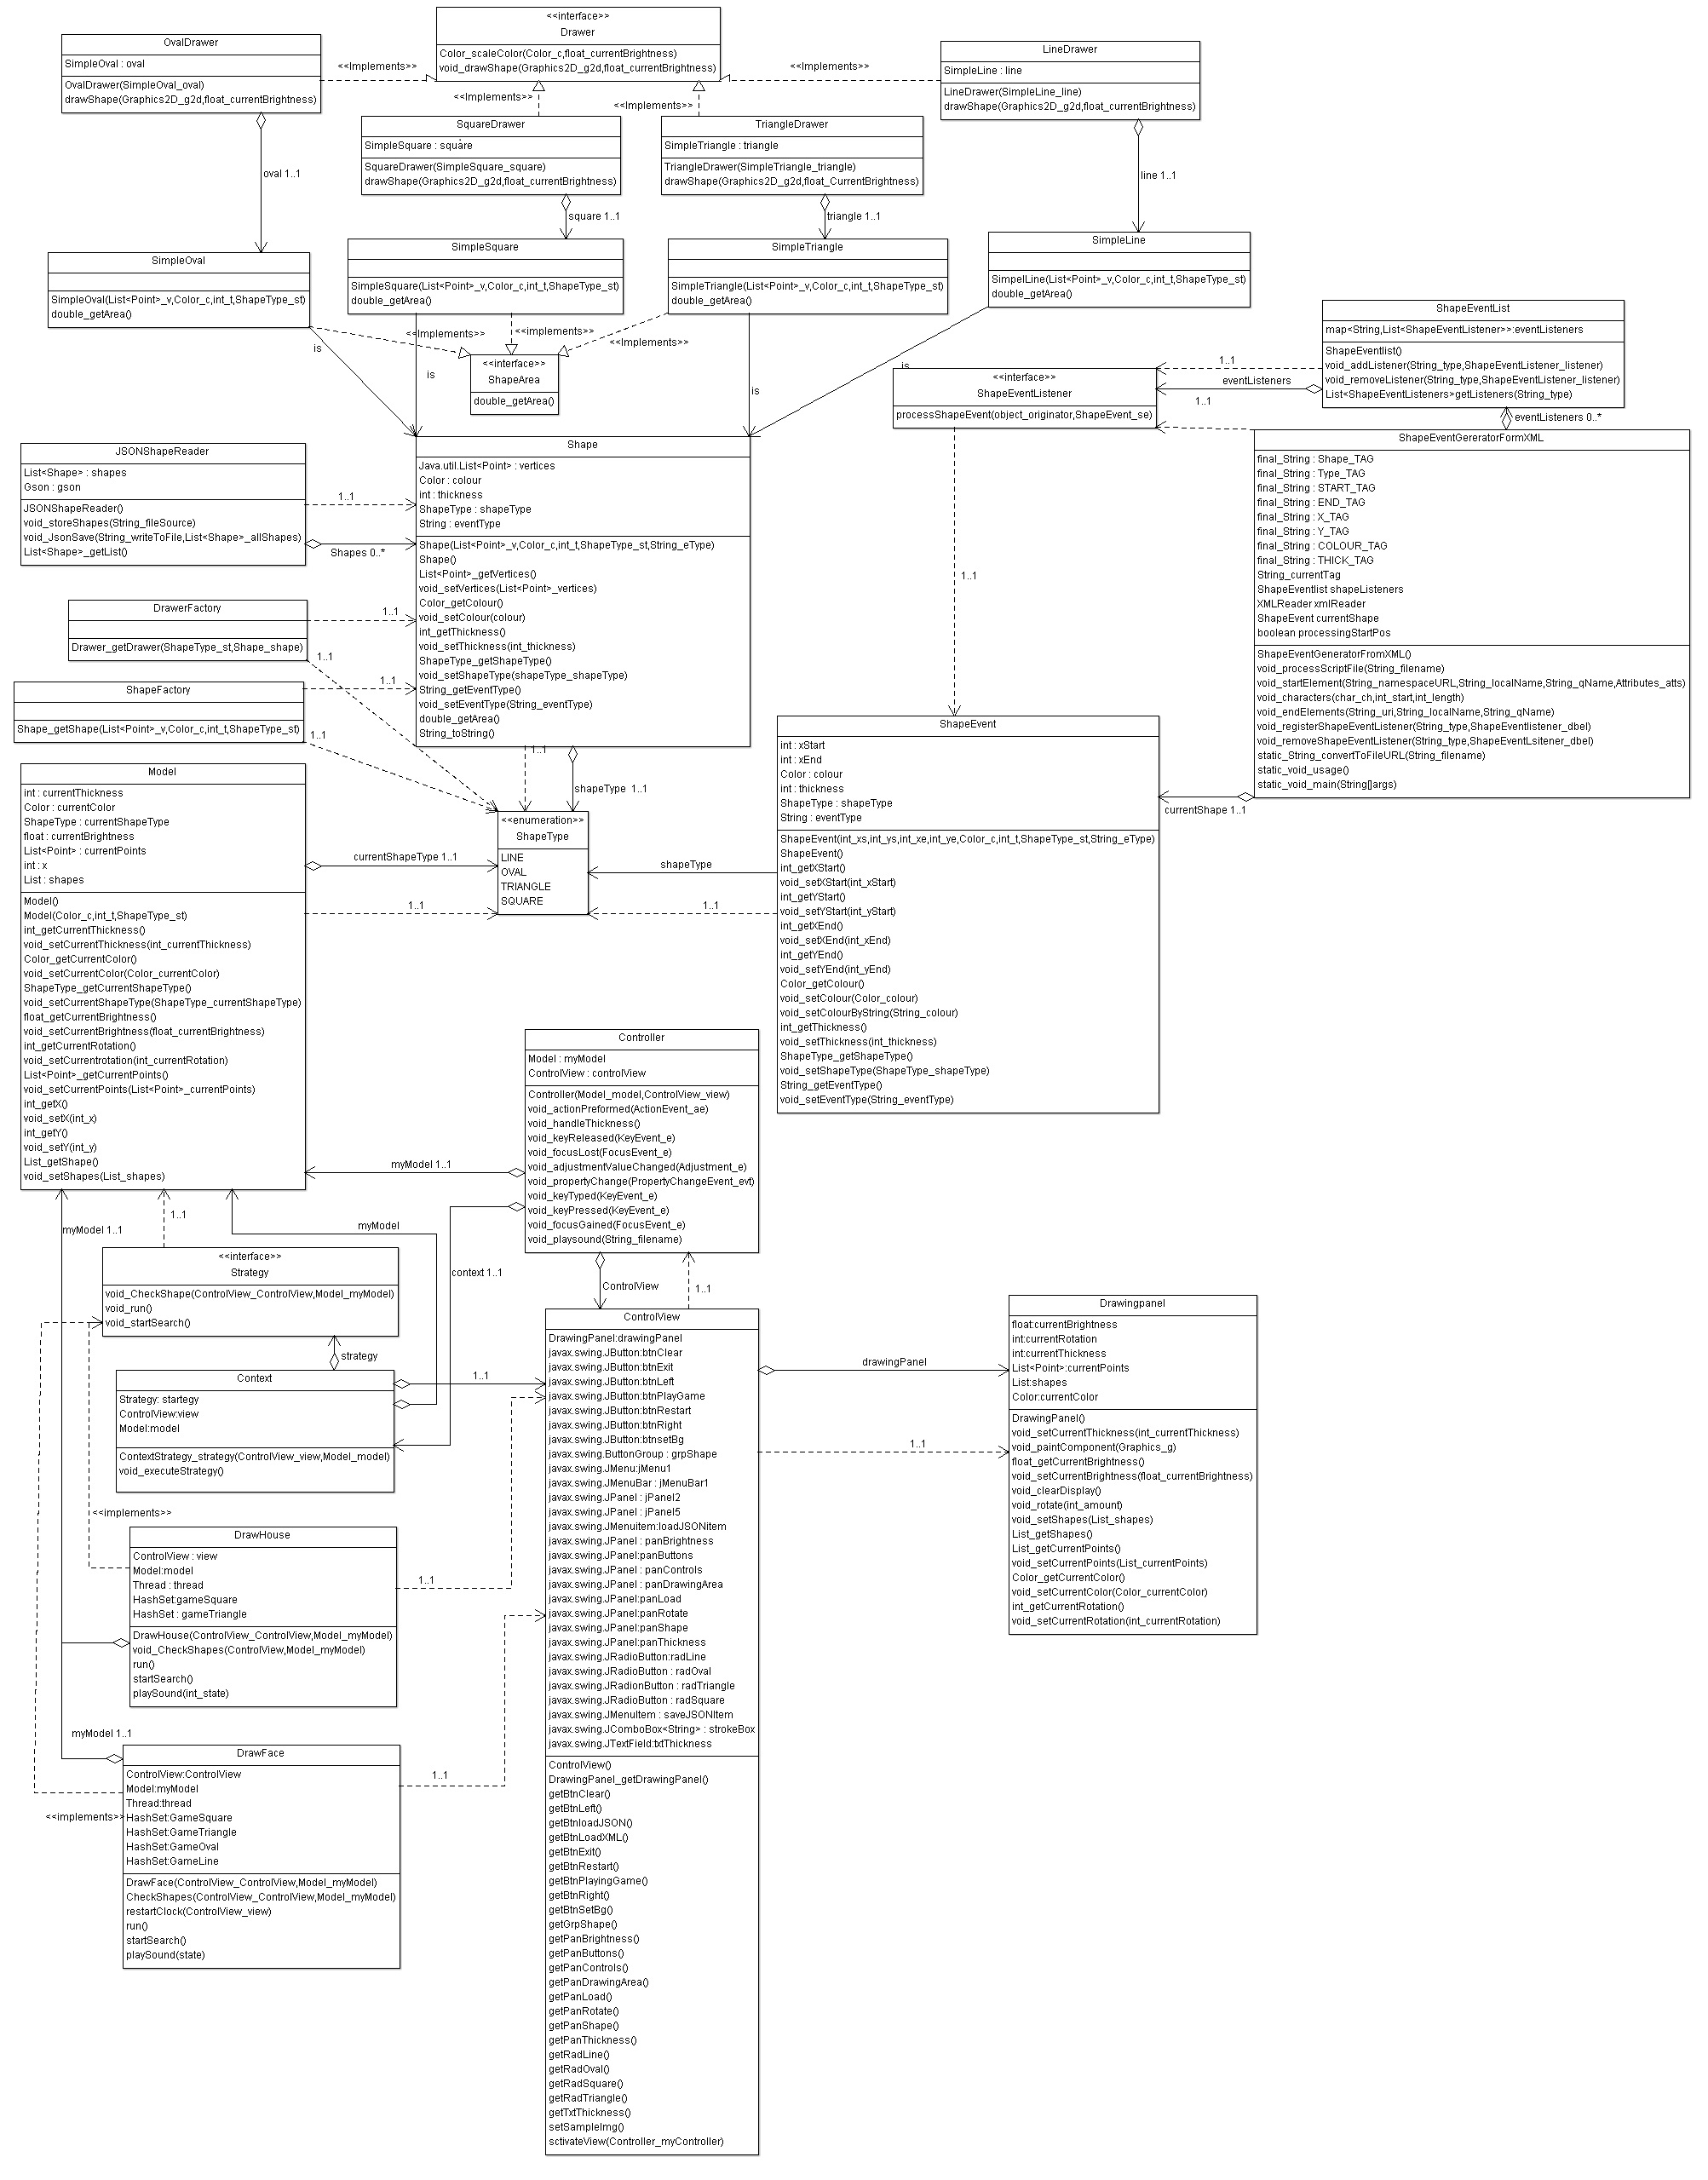 <<interface>>
Drawer
Color_scaleColor(Color_c,float_currentBrightness)
void_drawShape(Graphics2D_g2d,float_currentBrightness)
OvalDrawer
SimpleOval : oval
OvalDrawer(SimpleOval_oval)
drawShape(Graphics2D_g2d,float_currentBrightness)
<<Implements>>
<<Implements>>
<<Implements>>
<<Implements>>
LineDrawer
SimpleLine : line
LineDrawer(SimpleLine_line)
drawShape(Graphics2D_g2d,float_currentBrightness)
SquareDrawer
SimpleSquare : square
SquareDrawer(SimpleSquare_square)
drawShape(Graphics2D_g2d,float_currentBrightness)
TriangleDrawer
SimpleTriangle : triangle
TriangleDrawer(SimpleTriangle_triangle)
drawShape(Graphics2D_g2d,float_CurrentBrightness)
oval 1..1
square 1..1
triangle 1..1
line 1..1
SimpleOval
SimpleOval(List<Point>_v,Color_c,int_t,ShapeType_st)
double_getArea()
SimpleSquare
SimpleSquare(List<Point>_v,Color_c,int_t,ShapeType_st)
double_getArea()
SimpleTriangle
SimpleTriangle(List<Point>_v,Color_c,int_t,ShapeType_st)
double_getArea()
SimpleLine
SimpelLine(List<Point>_v,Color_c,int_t,ShapeType_st)
double_getArea()
is
<<Implements>>
<<implements>>
<<Implements>>
is
is
is
<<interface>>
ShapeArea
double_getArea()
ShapeEventList
map<String,List<ShapeEventListener>>:eventListeners
ShapeEventlist()
void_addListener(String_type,ShapeEventListener_listener)
void_removeListener(String_type,ShapeEventListener_listener)
List<ShapeEventListeners>getListeners(String_type)
1..1
eventListeners
1..1
eventListeners 0..*
<<interface>>
ShapeEventListener
processShapeEvent(object_originator,ShapeEvent_se)
1..1
ShapeEventGereratorFormXML
final_String : Shape_TAG
final_String : Type_TAG
final_String : START_TAG
final_String : END_TAG
final_String : X_TAG
final_String : Y_TAG
final_String : COLOUR_TAG
final_String : THICK_TAG
String_currentTag
ShapeEventlist shapeListeners
XMLReader xmlReader
ShapeEvent currentShape
boolean processingStartPos
ShapeEventGeneratorFromXML()
void_processScriptFile(String_filename)
void_startElement(String_namespaceURL,String_localName,String_qName,Attributes_atts)
void_characters(char_ch,int_start,int_length)
void_endElements(String_uri,String_localName,String_qName)
void_registerShapeEventListener(String_type,ShapeEventlistener_dbel)
void_removeShapeEventListener(String_type,ShapeEventLsitener_dbel)
static_String_convertToFileURL(String_filename)
static_void_usage()
static_void_main(String[]args)
currentShape 1..1
JSONShapeReader
List<Shape> : shapes
Gson : gson
JSONShapeReader()
void_storeShapes(String_fileSource)
void_JsonSave(String_writeToFile,List<Shape>_allShapes)
List<Shape>_getList()
1..1
Shapes 0..*
Shape
Java.util.List<Point> : vertices
Color : colour
int : thickness
ShapeType : shapeType
String : eventType
Shape(List<Point>_v,Color_c,int_t,ShapeType_st,String_eType)
Shape()
List<Point>_getVertices()
void_setVertices(List<Point>_vertices)
Color_getColour()
void_setColour(colour)
int_getThickness()
void_setThickness(int_thickness)
ShapeType_getShapeType()
void_setShapeType(shapeType_shapeType)
String_getEventType()
void_setEventType(String_eventType)
double_getArea()
String_toString()
DrawerFactory
Drawer_getDrawer(ShapeType_st,Shape_shape)
1..1
1..1
ShapeFactory
Shape_getShape(List<Point>_v,Color_c,int_t,ShapeType_st)
1..1
1..1
1..1
shapeType 1..1
<<enumeration>>
ShapeType
LINE
OVAL
TRIANGLE
SQUARE
currentShapeType 1..1
1..1
shapeType
1..1
ShapeEvent
int : xStart
int : xEnd
Color : colour
int : thickness
ShapeType : shapeType
String : eventType
ShapeEvent(int_xs,int_ys,int_xe,int_ye,Color_c,int_t,ShapeType_st,String_eType)
ShapeEvent()
int_getXStart()
void_setXStart(int_xStart)
int_getYStart()
void_setYStart(int_yStart)
int_getXEnd()
void_setXEnd(int_xEnd)
int_getYEnd()
void_setYEnd(int_yEnd)
Color_getColour()
void_setColour(Color_colour)
void_setColourByString(String_colour)
int_getThickness()
void_setThickness(int_thickness)
ShapeType_getShapeType()
void_setShapeType(ShapeType_shapeType)
String_getEventType()
void_setEventType(String_eventType)
Model
int : currentThickness
Color : currentColor
ShapeType : currentShapeType
float : currentBrightness
List<Point> : currentPoints
int : x
List : shapes
Model()
Model(Color_c,int_t,ShapeType_st)
int_getCurrentThickness()
void_setCurrentThickness(int_currentThickness)
Color_getCurrentColor()
void_setCurrentColor(Color_currentColor)
ShapeType_getCurrentShapeType()
void_setCurrentShapeType(ShapeType_currentShapeType)
float_getCurrentBrightness()
void_setCurrentBrightness(float_currentBrightness)
int_getCurrentRotation()
void_setCurrentrotation(int_currentRotation)
List<Point>_getCurrentPoints()
void_setCurrentPoints(List<Point>_currentPoints)
int_getX()
void_setX(int_x)
int_getY()
void_setY(int_y)
List_getShape()
void_setShapes(List_shapes)
Controller
Model : myModel
ControlView : controlView
Controller(Model_model,ControlView_view)
void_actionPreformed(ActionEvent_ae)
void_handleThickness()
void_keyReleased(KeyEvent_e)
void_focusLost(FocusEvent_e)
void_adjustmentValueChanged(Adjustment_e)
void_propertyChange(PropertyChangeEvent_evt)
void_keyTyped(KeyEvent_e)
void_keyPressed(KeyEvent_e)
void_focusGained(FocusEvent_e)
void_playsound(String_filename)
myModel 1..1
myModel 1..1
1..1
myModel
context 1..1
ControlView
1..1
<<interface>>
Strategy
void_CheckShape(ControlView_ControlView,Model_myModel)
void_run()
void_startSearch()
strategy
Context
Strategy: startegy
ControlView:view
Model:model
ContextStrategy_strategy(ControlView_view,Model_model)
void_executeStrategy()
1..1
<<implements>>
DrawHouse
ControlView : view
Model:model
Thread : thread
HashSet:gameSquare
HashSet : gameTriangle
DrawHouse(ControlView_ControlView,Model_myModel)
void_CheckShapes(ControlView,Model_myModel)
run()
startSearch()
playSound(int_state)
1..1
myModel 1..1
DrawFace
ControlView:ControlView
Model:myModel
Thread:thread
HashSet:GameSquare
HashSet:GameTriangle
HashSet:GameOval
HashSet:GameLine
DrawFace(ControlView_ControlView,Model_myModel)
CheckShapes(ControlView_ControlView,Model_myModel)
restartClock(ControlView_view)
run()
startSearch()
playSound(state)
<<implements>>
1..1
ControlView
DrawingPanel:drawingPanel
javax.swing.JButton:btnClear
javax.swing.JButton:btnExit
javax.swing.JButton:btnLeft
javax.swing.JButton:btnPlayGame
javax.swing.JButton:btnRestart
javax.swing.JButton:btnRight
javax.swing.JButton:btnsetBg
javax.swing.ButtonGroup : grpShape
javax.swing.JMenu:jMenu1
javax.swing.JMenuBar : jMenuBar1
javax.swing.JPanel : jPanel2
javax.swing.JPanel : jPanel5
javax.swing.JMenuitem:loadJSONitem
javax.swing.JPanel : panBrightness
javax.swing.JPanel:panButtons
javax.swing.JPanel : panControls
javax.swing.JPanel : panDrawingArea
javax.swing.JPanel:panLoad
javax.swing.JPanel:panRotate
javax.swing.JPanel:panShape
javax.swing.JPanel:panThickness
javax.swing.JRadioButton:radLine
javax.swing.JRadioButton : radOval
javax.swing.JRadionButton : radTriangle
javax.swing.JRadioButton : radSquare
javax.swing.JMenuItem : saveJSONItem
javax.swing.JComboBox<String> : strokeBox
javax.swing.JTextField:txtThickness
ControlView()
DrawingPanel_getDrawingPanel()
getBtnClear()
getBtnLeft()
getBtnloadJSON()
getBtnLoadXML()
getBtnExit()
getBtnRestart()
getBtnPlayingGame()
getBtnRight()
getBtnSetBg()
getGrpShape()
getPanBrightness()
getPanButtons()
getPanControls()
getPanDrawingArea()
getPanLoad()
getPanRotate()
getPanShape()
getPanThickness()
getRadLine()
getRadOval()
getRadSquare()
getRadTriangle()
getTxtThickness()
setSampleImg()
sctivateView(Controller_myController)
drawingPanel
1..1
Drawingpanel
float:currentBrightness
int:currentRotation
int:currentThickness
List<Point>:currentPoints
List:shapes
Color:currentColor
DrawingPanel()
void_setCurrentThickness(int_currentThickness)
void_paintComponent(Graphics_g)
float_getCurrentBrightness()
void_setCurrentBrightness(float_currentBrightness)
void_clearDisplay()
void_rotate(int_amount)
void_setShapes(List_shapes)
List_getShapes()
List_getCurrentPoints()
void_setCurrentPoints(List_currentPoints)
Color_getCurrentColor()
void_setCurrentColor(Color_currentColor)
int_getCurrentRotation()
void_setCurrentRotation(int_currentRotation)